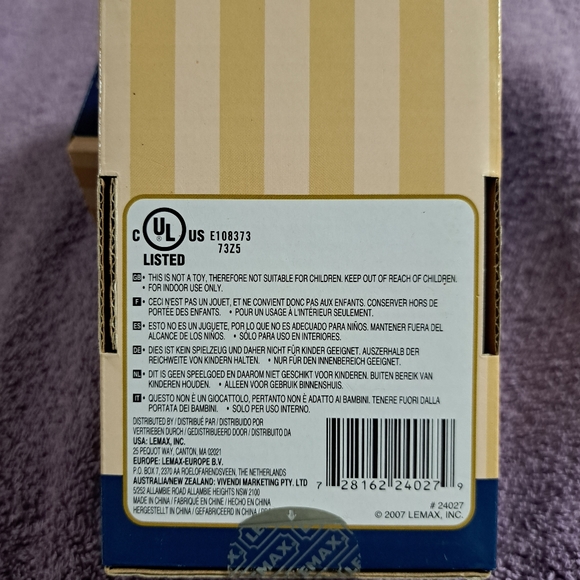 C UL US E108373
LISTED 73Z5
GB • THIS IS NOT A TOY, THEREFORE NOT SUITABLE FOR CHILDREN. KEEP OUT OF REACH OF CHILDREN.
• FOR INDOOR USE ONLY.
F • CECI N'EST PAS UN JOUET, ET NE CONVIENT DONC PAS AUX ENFANTS. CONSERVER HORS DE
PORTÉE DES ENFANTS. • POUR UN USAGE À L'INTÉRIEUR SEULEMENT.
ES • ESTO NO ES UN JUGUETE, POR LO QUE NO ES ADECUADO PARA NIÑOS. MANTENER FUERA DEL
ALCANCE DE LOS NIÑOS. • SÓLO PARA USO EN INTERIORES.
DE • DIES IST KEIN SPIELZEUG UND DAHER NICHT FÜR KINDER GEEIGNET. AUSZERHALB DER
REICHWEITE VON KINDERN HALTEN. • NUR FÜR DEN INNENBEREICH GEEIGNET.
NL • DIT IS GEEN SPEELGOED EN DAAROM NIET GESCHIKT VOOR KINDEREN. BUITEN BEREIK VAN
KINDEREN HOUDEN. • ALLEEN VOOR GEBRUIK BINNENSHUIS.
IT • QUESTO NON È UN GIOCATTOLO, PERTANTO NON È ADATTO AI BAMBINI. TENERE FUORI DALLA
PORTATA DEI BAMBINI. • SOLO PER USO INTERNO.
DISTRIBUTED BY / DISTRIBUÉ PAR / DISTRIBUIDO POR
VERTRIEBEN DURCH / GEDISTRIBUEERD DOOR / DISTRIBUITO DA
USA: LEMAX, INC.
25 PEQUOT WAY, CANTON, MA 02021
EUROPE: LEMAX-EUROPE B.V.
P.O. BOX 7, 2370 AA ROELOFARENDSVEEN, THE NETHERLANDS
AUSTRALIA/NEW ZEALAND: VIVENDI MARKETING PTY. LTD
5/252 ALLAMBIE ROAD ALLAMBIE HEIGHTS NSW 2100
MADE IN CHINA / FABRIQUÉ EN CHINE / HECHO EN CHINA
HERGESTELLT IN CHINA / GEFABRICEERD IN CHINA
7 28162 24027 9
# 24027
© 2007 LEMAX, INC.
LEMAX